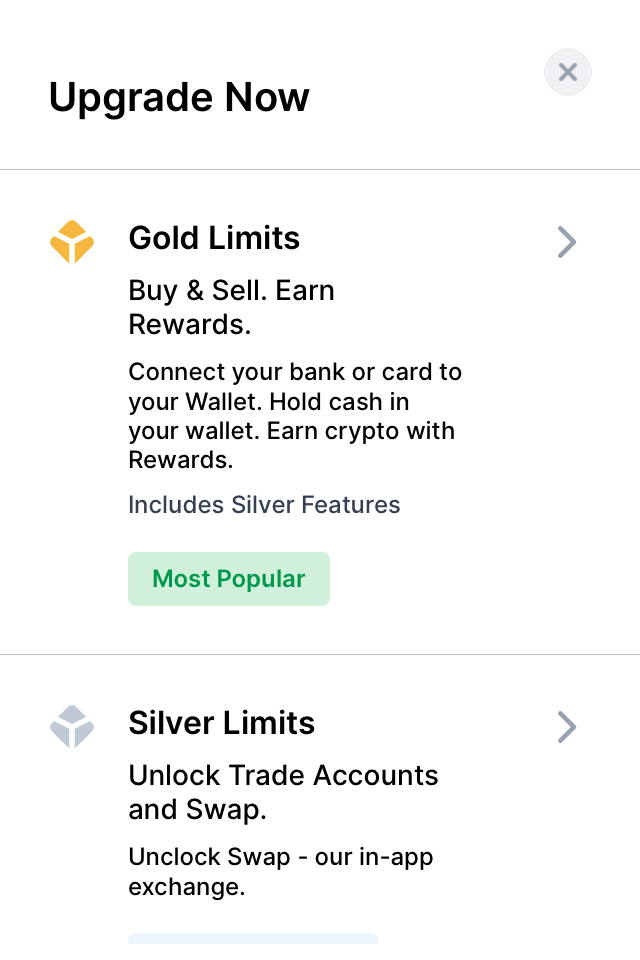 Upgrade Now
Gold Limits
Buy & Sell. Earn
Rewards.
Connect your bank or card to
your Wallet. Hold cash in
your wallet. Earn crypto with
Rewards.
Includes Silver Features
Most Popular
Silver Limits
Unlock Trade Accounts
and Swap.
Unclock Swap - our in-app
exchange.